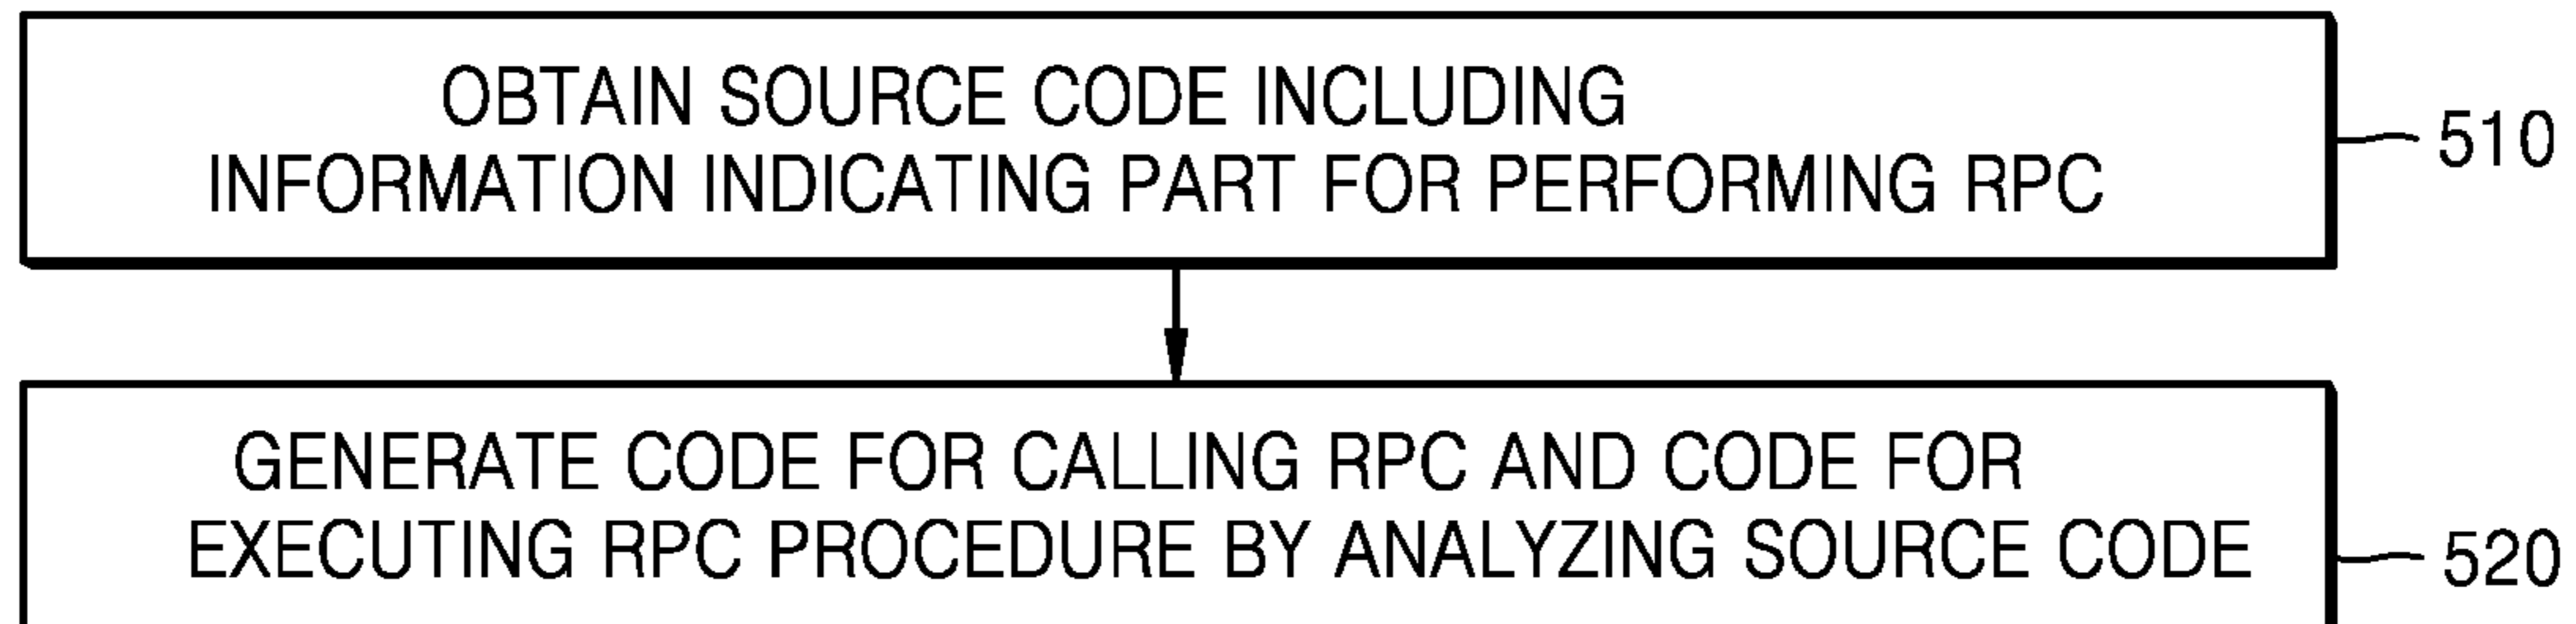 OBTAIN SOURCE CODE INCLUDING
INFORMATION INDICATING PART FOR PERFORMING RPC
510
GENERATE CODE FOR CALLING RPC AND CODE FOR
EXECUTING RPC PROCEDURE BY ANALYZING SOURCE CODE
520